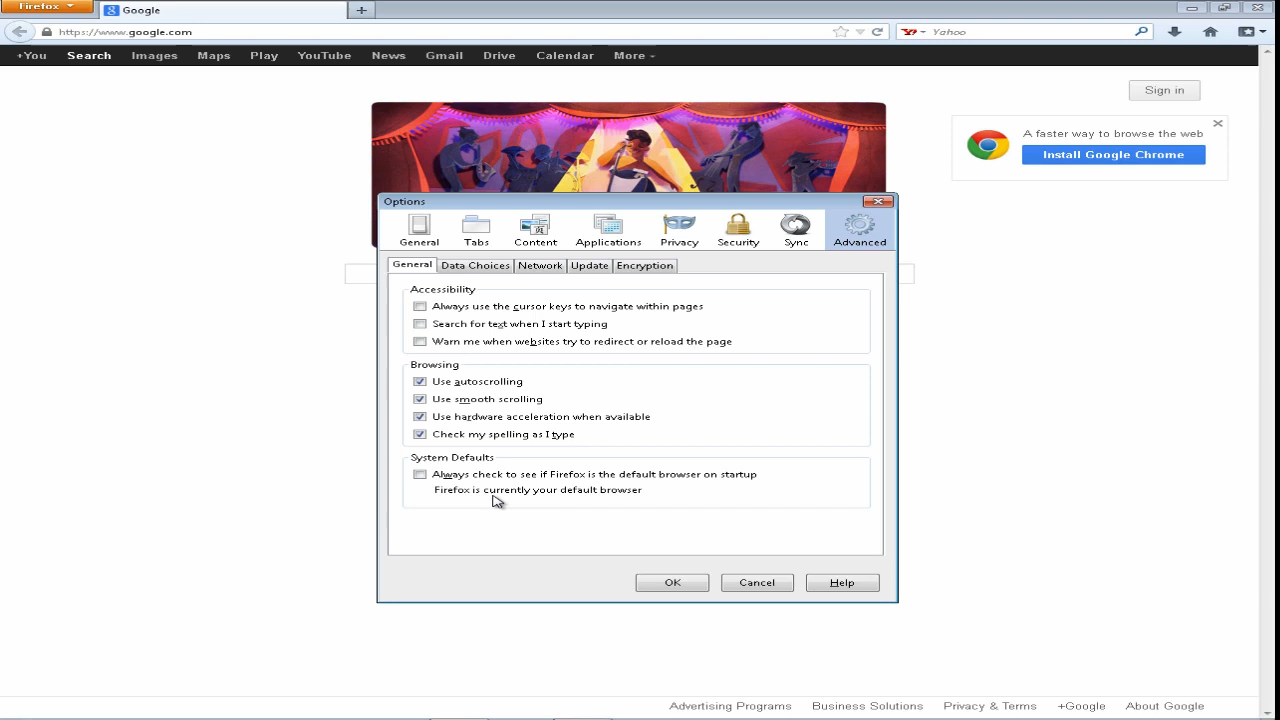 Firefox
Google
https://www.google.com
Yahoo
+You Search Images Maps Play YouTube News Gmail Drive Calendar More
Sign in
A faster way to browse the web
Install Google Chrome
Options
General Tabs Content Applications Privacy Security Sync Advanced
General Data Choices Network Update Encryption
Accessibility
Always use the cursor keys to navigate within pages
Search for text when I start typing
Warn me when websites try to redirect or reload the page
Browsing
Use autoscrolling
Use smooth scrolling
Use hardware acceleration when available
Check my spelling as I type
System Defaults
Always check to see if Firefox is the default browser on startup
Firefox is currently your default browser
OK Cancel Help
Advertising Programs Business Solutions Privacy & Terms +Google About Google